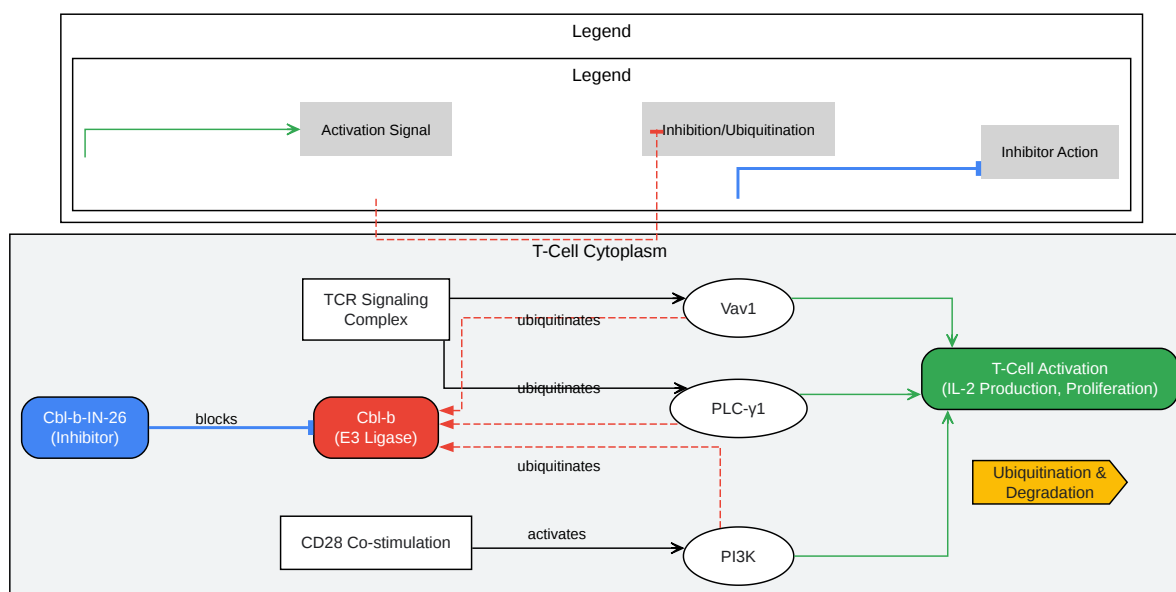 Legend
Legend
Activation Signal
Inhibition/Ubiquitination
Inhibitor Action
T-Cell Cytoplasm
TCR Signaling
Complex
Vav1
ubiquitinates
T-Cell Activation
(IL-2 Production, Proliferation)
ubiquitinates
PLC-γ1
Cbl-b-IN-26
(Inhibitor)
blocks
Cbl-b
(E3 Ligase)
ubiquitinates
Ubiquitination &
Degradation
CD28 Co-stimulation
activates
PI3K